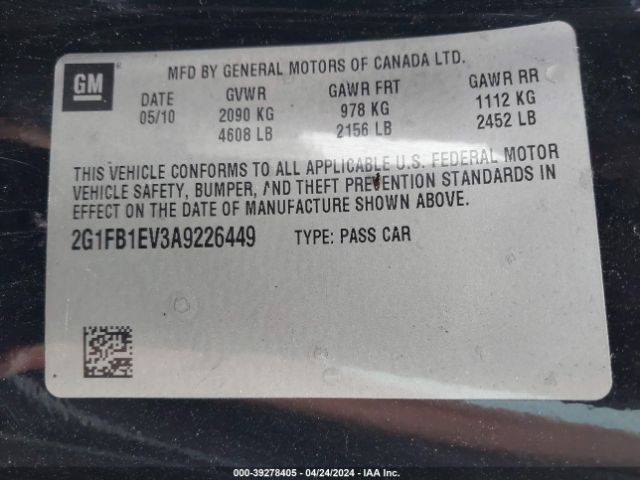 GM®
MFD BY GENERAL MOTORS OF CANADA LTD.
DATE GVWR GAWR FRT GAWR RR
05/10 2090 KG 978 KG 1112 KG
4608 LB 2156 LB 2452 LB
THIS VEHICLE CONFORMS TO ALL APPLICABLE U.S. FEDERAL MOTOR
VEHICLE SAFETY, BUMPER, AND THEFT PREVENTION STANDARDS IN
EFFECT ON THE DATE OF MANUFACTURE SHOWN ABOVE.
2G1FB1EV3A9226449 TYPE: PASS CAR
000-39278405 - 04/24/2024 - IAA Inc.